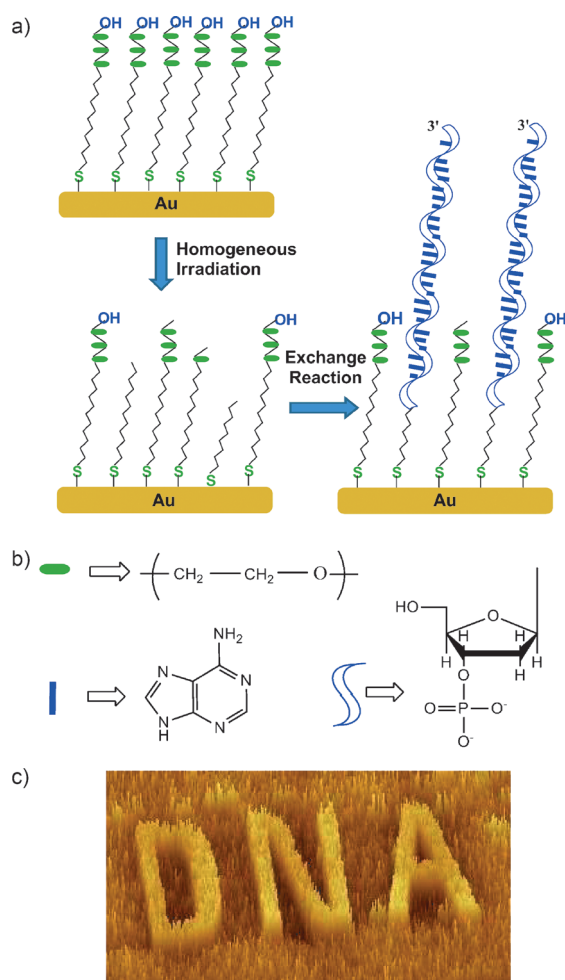 a)
OH OH OH OH OH OH
S S S S S S
Au
Homogeneous
Irradiation
3' 3'
OH OH
OH OH
Exchange
Reaction
S S S S S S
S S S S S
Au
Au
b)
( CH2 — CH2 — O )
NH2
N N
N N
H
HO
O
H H
H H
O
O=P—O-
O-
c)
DNA